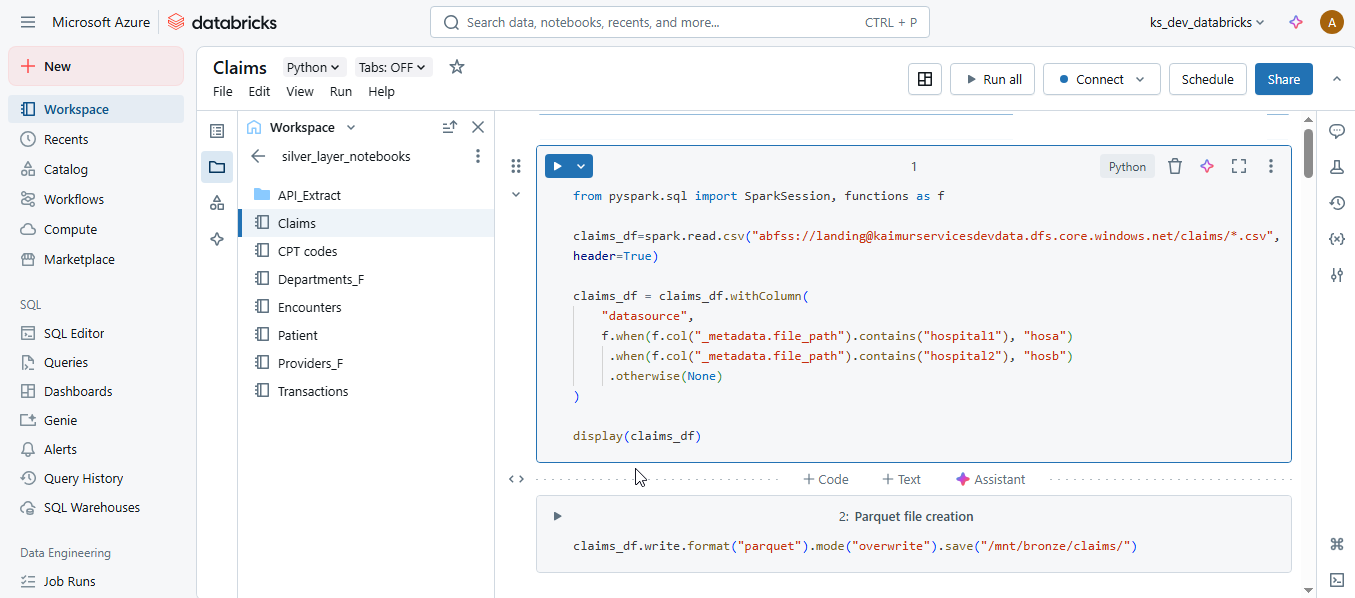 Microsoft Azure
databricks
Search data, notebooks, recents, and more...
CTRL + P
ks_dev_databricks
A
New
Workspace
Recents
Catalog
Workflows
Compute
Marketplace
SQL
SQL Editor
Queries
Dashboards
Genie
Alerts
Query History
SQL Warehouses
Data Engineering
Job Runs
Claims
Python
Tabs: OFF
File
Edit
View
Run
Help
Run all
Connect
Schedule
Share
Workspace
silver_layer_notebooks
API_Extract
Claims
CPT codes
Departments_F
Encounters
Patient
Providers_F
Transactions
1
Python
from pyspark.sql import SparkSession, functions as f
claims_df=spark.read.csv("abfss://landing@kaimurservicesdevdata.dfs.core.windows.net/claims/*.csv",
header=True)
claims_df = claims_df.withColumn(
"datasource",
f.when(f.col("_metadata.file_path").contains("hospital1"), "hosa")
.when(f.col("_metadata.file_path").contains("hospital2"), "hosb")
.otherwise(None)
)
display(claims_df)
+ Code
+ Text
Assistant
2: Parquet file creation
claims_df.write.format("parquet").mode("overwrite").save("/mnt/bronze/claims/")